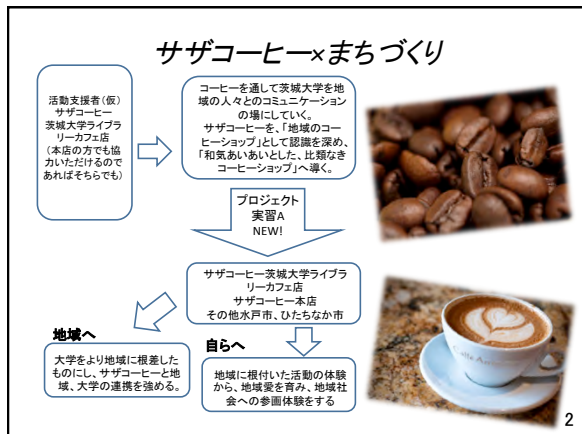 サザコーヒー×まちづくり
活動支援者（仮）
サザコーヒー
茨城大学ライブラ
リーカフェ店
（本店の方でも協
力いただけるので
あればそちらでも）
コーヒーを通して茨城大学を地
域の人々とのコミュニケーション
の場にしていく。
サザコーヒーを、「地域のコー
ヒーショップ」として認識を深め、
「和気あいあいとした、比類なき
コーヒーショップ」へ導く。
プロジェクト
実習A
NEW!
サザコーヒー茨城大学ライブラ
リーカフェ店
サザコーヒー本店
その他水戸市、ひたちなか市
地域へ
大学をより地域に根差した
ものにし、サザコーヒーと地
域、大学の連携を強める。
自らへ
地域に根付いた活動の体験
から、地域愛を育み、地域社
会への参画体験をする
2